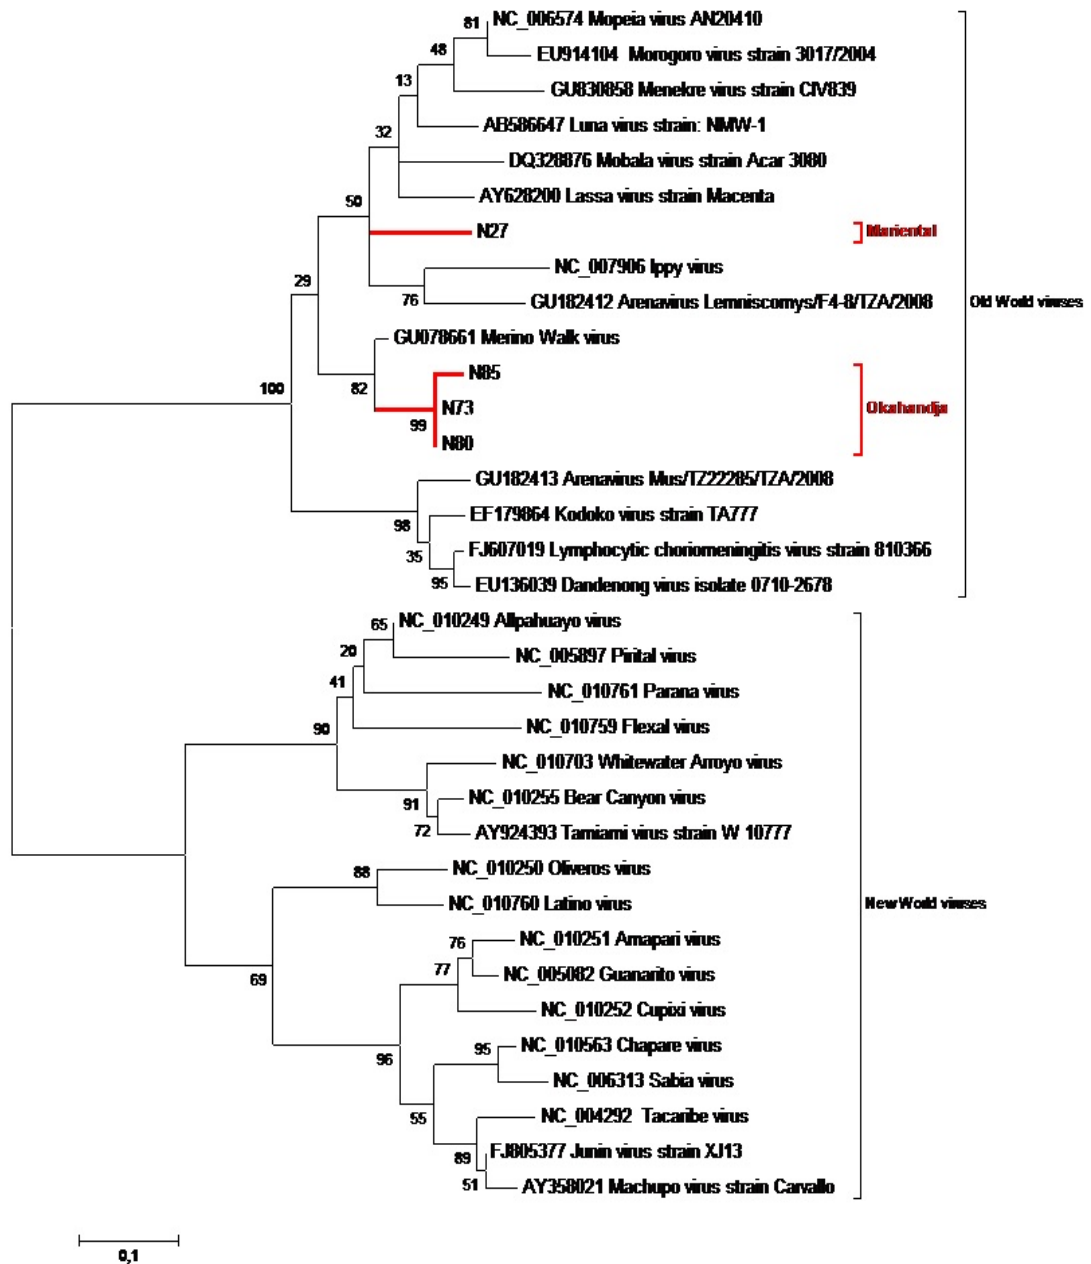 81
NC_006574 Mopeia virus AN20410
48
EU914104 Morogoro virus strain 3017/2004
13
GU830858 Menekre virus strain CIV839
AB586647 Luna virus strain: NMW-1
32
DQ328876 Mobala virus strain Acar 3080
AY628200 Lassa virus strain Macenta
50
N27
Mariental
NC_007906 Ippy virus
29
76
GU182412 Arenavirus Lemniscomys/F4-8/TZA/2008
Old World viruses
GU078661 Merino Walk virus
N85
100
82
N73
Okahandja
99
N80
GU182413 Arenavirus Mus/TZ22285/TZA/2008
98
EF179864 Kodoko virus strain TA777
35
FJ607019 Lymphocytic choriomeningitis virus strain 810366
95
EU136039 Dandenong virus isolate 0710-2678
65
NC_010249 Allpahuayo virus
20
NC_005897 Pirital virus
41
NC_010761 Parana virus
90
NC_010759 Flexal virus
NC_010703 Whitewater Arroyo virus
91
NC_010255 Bear Canyon virus
72
AY924393 Tamiami virus strain W 10777
88
NC_010250 Oliveros virus
NC_010760 Latino virus
New World viruses
76
NC_010251 Amapari virus
69
77
NC_005082 Guanarito virus
NC_010252 Cupixi virus
96
95
NC_010563 Chapare virus
NC_006313 Sabia virus
55
NC_004292 Tacaribe virus
89
FJ805377 Junin virus strain XJ13
51
AY358021 Machupo virus strain Carvallo
0,1